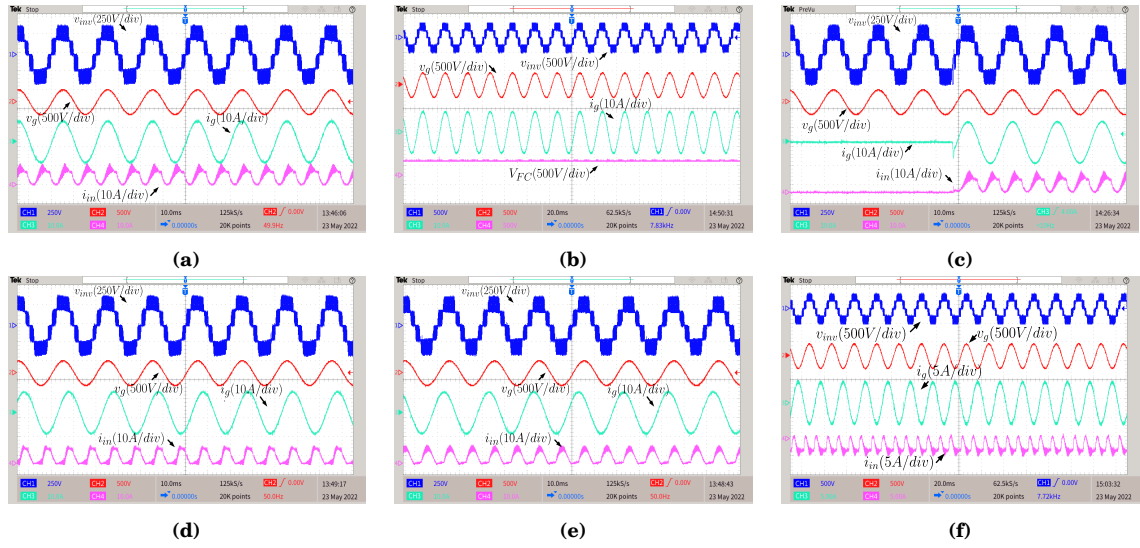 Tek Stop
v_inv(250V/div)
v_g(500V/div)
i_g(10A/div)
i_in(10A/div)
CH1 250V CH2 500V 10.0ms 125kS/s CH2 / 0.00V 13:46:06
CH3 CH4 0.00000s 20K points 49.9Hz 23 May 2022
(a)
Tek Stop
v_g(500V/div)
v_inv(500V/div)
i_g(10A/div)
V_FC(500V/div)
CH1 500V CH2 500V 20.0ms 62.5kS/s CH1 / 0.00V 14:50:31
CH3 CH4 0.00000s 20K points 7.83kHz 23 May 2022
(b)
Tek PreVu
v_inv(250V/div)
v_g(500V/div)
i_g(10A/div)
i_in(10A/div)
CH1 250V CH2 500V 10.0ms 125kS/s CH3 / 14:26:34
CH3 CH4 0.00000s 20K points 23 May 2022
(c)
Tek Stop
v_inv(250V/div)
v_g(500V/div)
i_g(10A/div)
i_in(10A/div)
CH1 250V CH2 500V 10.0ms 125kS/s CH2 / 0.00V 13:49:17
CH3 CH4 0.00000s 20K points 50.0Hz 23 May 2022
(d)
Tek Stop
v_inv(250V/div)
v_g(500V/div)
i_g(10A/div)
i_in(10A/div)
CH1 250V CH2 500V 10.0ms 125kS/s CH2 / 0.00V 13:48:43
CH3 CH4 0.00000s 20K points 50.0Hz 23 May 2022
(e)
Tek Stop
v_inv(500V/div)
v_g(500V/div)
i_g(5A/div)
i_in(5A/div)
CH1 500V CH2 500V 20.0ms 62.5kS/s CH1 / 0.00V 15:03:32
CH3 CH4 0.00000s 20K points 7.72kHz 23 May 2022
(f)